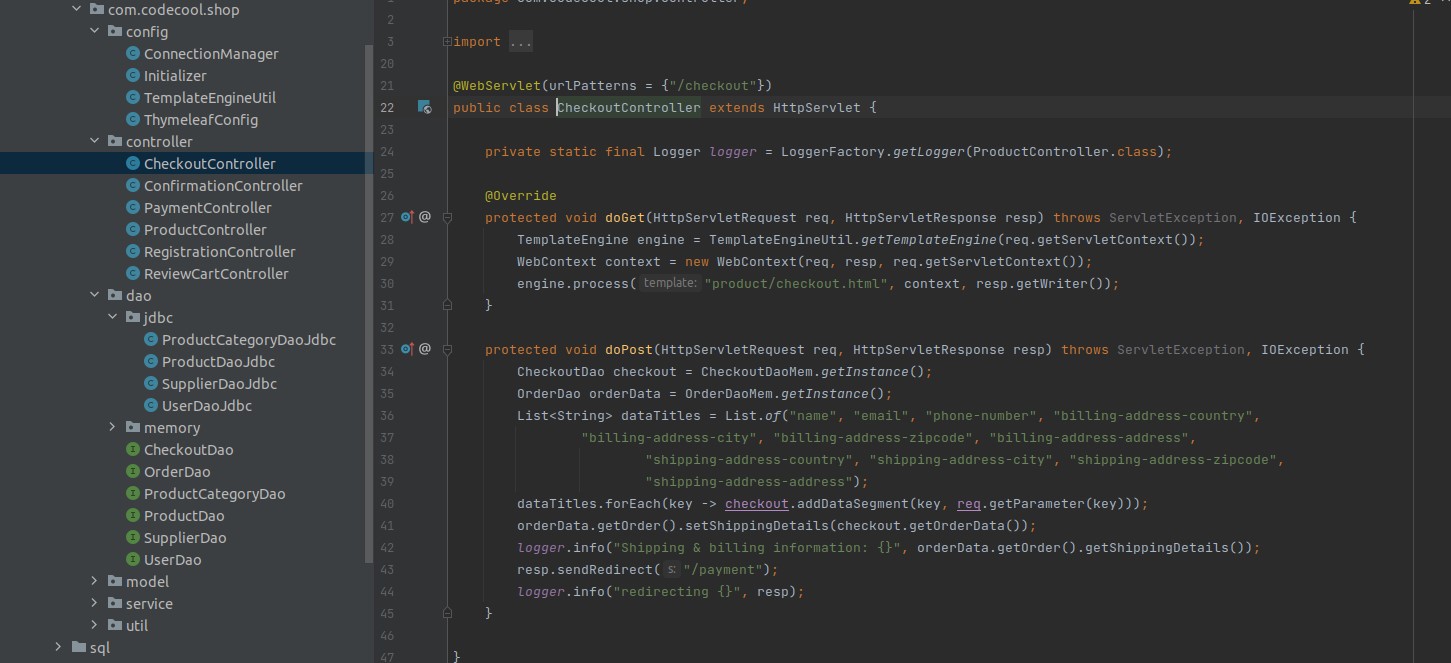 com.codecool.shop
config
ConnectionManager
Initializer
TemplateEngineUtil
ThymeleafConfig
controller
CheckoutController
ConfirmationController
PaymentController
ProductController
RegistrationController
ReviewCartController
dao
jdbc
ProductCategoryDaoJdbc
ProductDaoJdbc
SupplierDaoJdbc
UserDaoJdbc
memory
CheckoutDao
OrderDao
ProductCategoryDao
ProductDao
SupplierDao
UserDao
model
service
util
sql
2
2
3 import ...
20
21 @WebServlet(urlPatterns = {"/checkout"})
22 public class CheckoutController extends HttpServlet {
23
24 private static final Logger logger = LoggerFactory.getLogger(ProductController.class);
25
26 @Override
27 @ protected void doGet(HttpServletRequest req, HttpServletResponse resp) throws ServletException, IOException {
28 TemplateEngine engine = TemplateEngineUtil.getTemplateEngine(req.getServletContext());
29 WebContext context = new WebContext(req, resp, req.getServletContext());
30 engine.process( template: "product/checkout.html", context, resp.getWriter());
31 }
32
33 @ protected void doPost(HttpServletRequest req, HttpServletResponse resp) throws ServletException, IOException {
34 CheckoutDao checkout = CheckoutDaoMem.getInstance();
35 OrderDao orderData = OrderDaoMem.getInstance();
36 List<String> dataTitles = List.of("name", "email", "phone-number", "billing-address-country",
37 "billing-address-city", "billing-address-zipcode", "billing-address-address",
38 "shipping-address-country", "shipping-address-city", "shipping-address-zipcode",
39 "shipping-address-address");
40 dataTitles.forEach(key -> checkout.addDataSegment(key, req.getParameter(key)));
41 orderData.getOrder().setShippingDetails(checkout.getOrderData());
42 logger.info("Shipping & billing information: {}", orderData.getOrder().getShippingDetails());
43 resp.sendRedirect( s: "/payment");
44 logger.info("redirecting {}", resp);
45 }
46
47 }